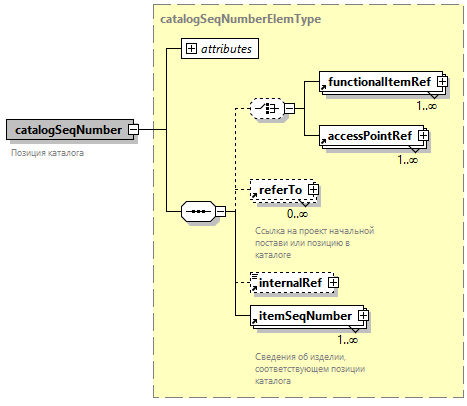 catalogSeqNumberElemType
attributes
functionalItemRef
1..∞
accessPointRef
1..∞
catalogSeqNumber
Позиция каталога
referTo
0..∞
Ссылка на проект начальной
постави или позицию в
каталоге
internalRef
itemSeqNumber
1..∞
Сведения об изделии,
соответствующем позиции
каталога